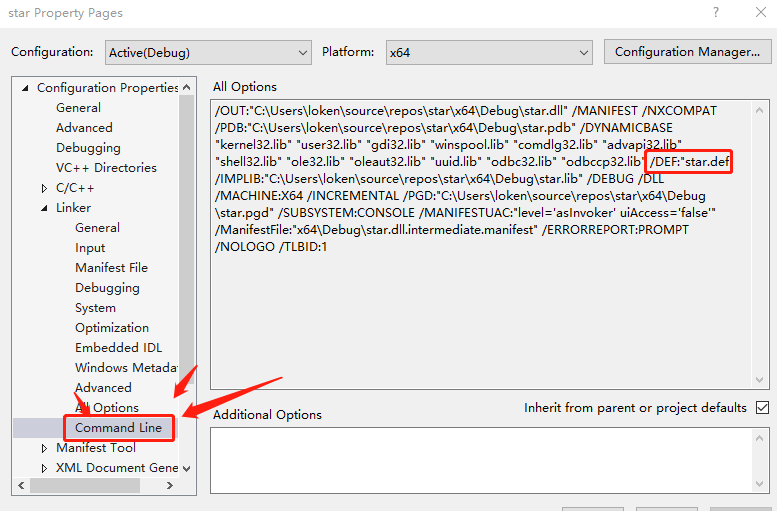 star Property Pages
? ×
Configuration: Active(Debug) Platform: x64 Configuration Manager...
Configuration Properties
General
Advanced
Debugging
VC++ Directories
C/C++
Linker
General
Input
Manifest File
Debugging
System
Optimization
Embedded IDL
Windows Metada
Advanced
All Options
Command Line
Manifest Tool
XML Document Gene
All Options
/OUT:"C:\Users\loken\source\repos\star\x64\Debug\star.dll" /MANIFEST /NXCOMPAT
/PDB:"C:\Users\loken\source\repos\star\x64\Debug\star.pdb" /DYNAMICBASE
"kernel32.lib" "user32.lib" "gdi32.lib" "winspool.lib" "comdlg32.lib" "advapi32.lib"
"shell32.lib" "ole32.lib" "oleaut32.lib" "uuid.lib" "odbc32.lib" "odbccp32.lib" /DEF:"star.def
/IMPLIB:"C:\Users\loken\source\repos\star\x64\Debug\star.lib" /DEBUG /DLL
/MACHINE:X64 /INCREMENTAL /PGD:"C:\Users\loken\source\repos\star\x64\Debug
\star.pgd" /SUBSYSTEM:CONSOLE /MANIFESTUAC:"level='asInvoker' uiAccess='false'"
/ManifestFile:"x64\Debug\star.dll.intermediate.manifest" /ERRORREPORT:PROMPT
/NOLOGO /TLBID:1
Additional Options
Inherit from parent or project defaults